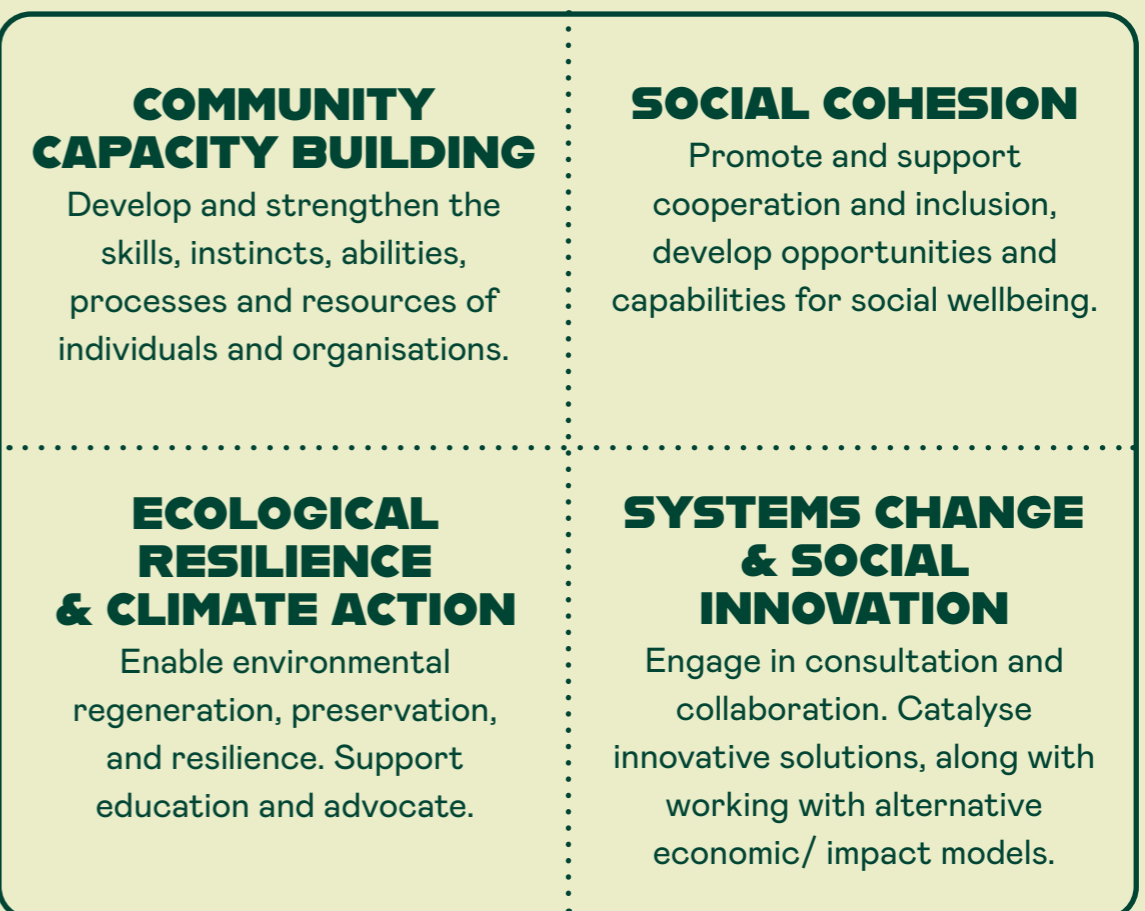 COMMUNITY
CAPACITY BUILDING
Develop and strengthen the
skills, instincts, abilities,
processes and resources of
individuals and organisations.
SOCIAL COHESION
Promote and support
cooperation and inclusion,
develop opportunities and
capabilities for social wellbeing.
ECOLOGICAL
RESILIENCE
& CLIMATE ACTION
Enable environmental
regeneration, preservation,
and resilience. Support
education and advocate.
SYSTEMS CHANGE
& SOCIAL
INNOVATION
Engage in consultation and
collaboration. Catalyse
innovative solutions, along with
working with alternative
economic/ impact models.